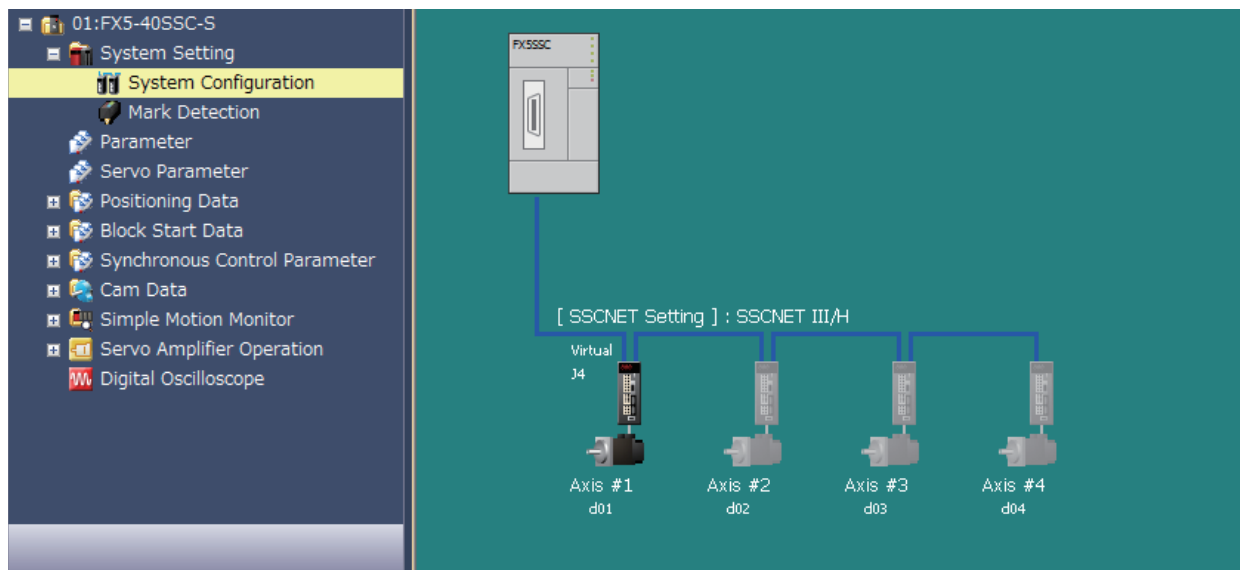 01:FX5-40SSC-S
System Setting
System Configuration
Mark Detection
Parameter
Servo Parameter
Positioning Data
Block Start Data
Synchronous Control Parameter
Cam Data
Simple Motion Monitor
Servo Amplifier Operation
Digital Oscilloscope
FX5SSC
[ SSCNET Setting ] : SSCNET III/H
Virtual
J4
Axis #1 Axis #2 Axis #3 Axis #4
d01 d02 d03 d04